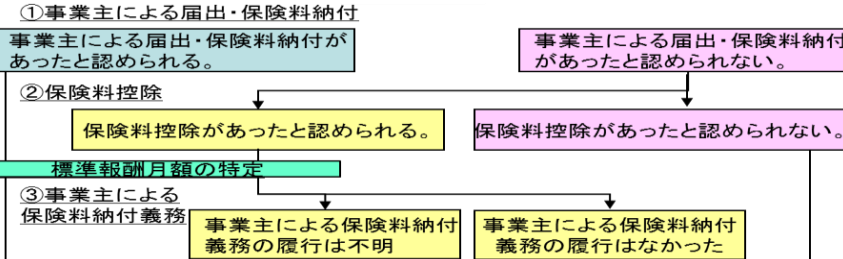 ①事業主による届出・保険料納付
事業主による届出・保険料納付が
あったと認められる。
事業主による届出・保険料納付
があったと認められない。
②保険料控除
保険料控除があったと認められる。
保険料控除があったと認められない。
標準報酬月額の特定
③事業主による
保険料納付義務
事業主による保険料納付
義務の履行は不明
事業主による保険料納付
義務の履行はなかった